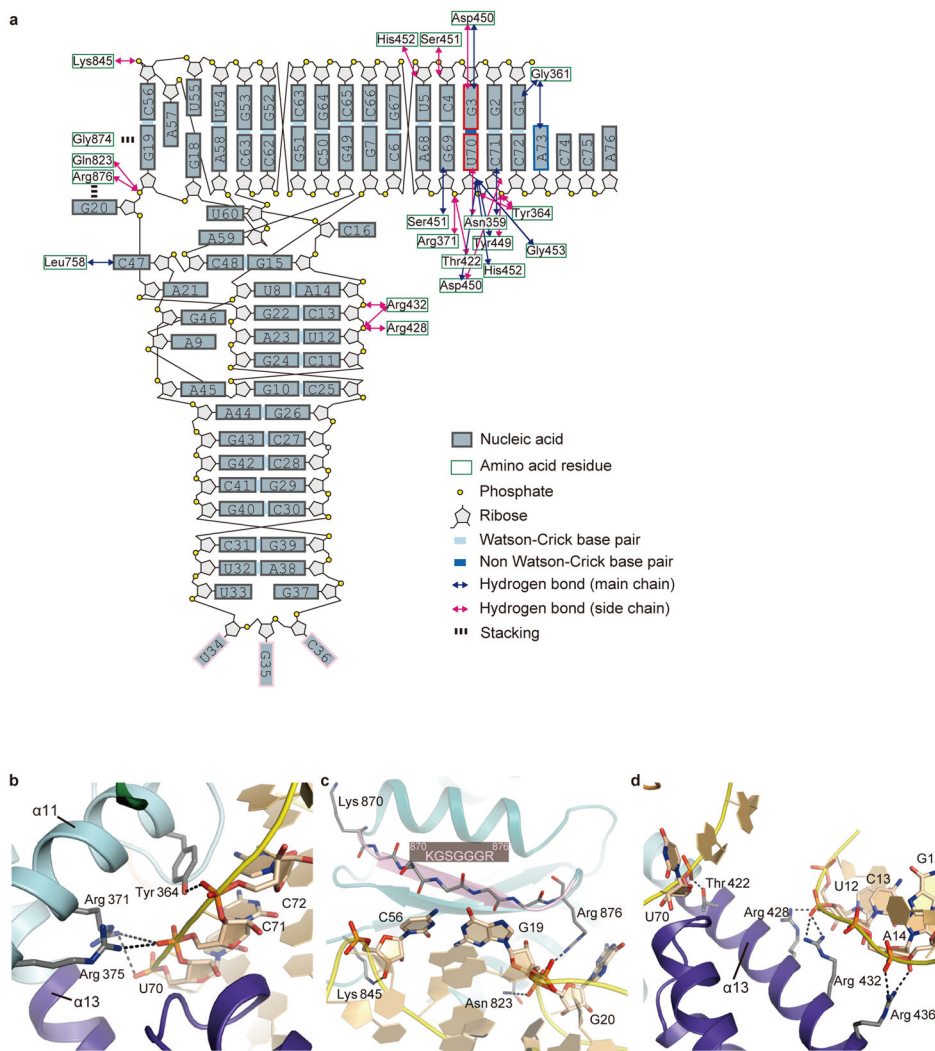 a
Asp450
His452 Ser451
Lys845
Gly361
C56 U55 U54 G53 G52 C63 G64 C65 C66 G67 U5 C4 G3 G2 G1
A57
Gly874
G19 G18 A58 C63 C62 G51 C50 G49 G7 C6 A68 G69 U70 C71 C72 A73 C74 C75 A76
Gln823
Arg876
G20
U60
A59
C16
Ser451 Asn359 Tyr364
Arg371 Tyr449
Gly453
Thr422
His452
Asp450
Leu758
C47 C48 G15
A21 U8 A14
Arg432
G46 G22 C13
Arg428
A9 A23 U12
G24 C11
A45 G10 C25
A44 G26
G43 C27
G42 C28
C41 G29
G40 C30
C31 G39
U32 A38
U33 G37
U34 G35 C36
Nucleic acid
Amino acid residue
Phosphate
Ribose
Watson-Crick base pair
Non Watson-Crick base pair
Hydrogen bond (main chain)
Hydrogen bond (side chain)
Stacking
b
α11
Arg 371
Tyr 364
C72
C71
Arg 375
U70
α13
c
Lys 870
870 876
KGSGGGR
C56
G19
Arg 876
Lys 845
Asn 823
G20
d
Thr 422
U70
Arg 428
U12
C13
G1
A14
α13
Arg 432
Arg 436